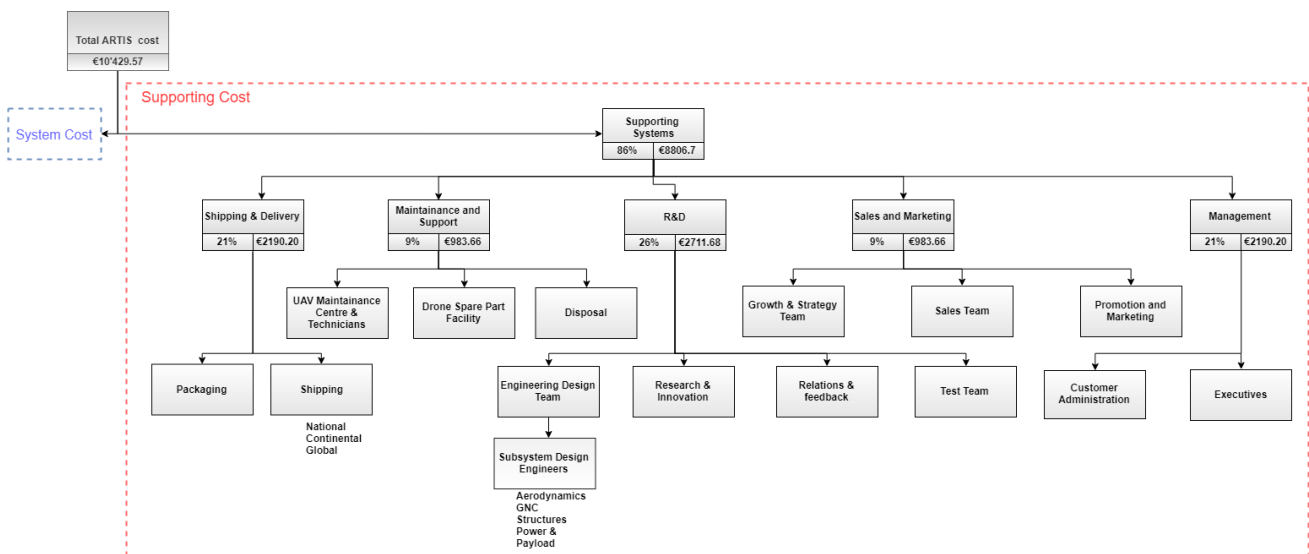 Total ARTIS cost
€10'429.57
Supporting Cost
System Cost
Supporting
Systems
86% €8806.7
Shipping & Delivery
21% €2190.20
Maintainance and
Support
9% €983.66
R&D
26% €2711.68
Sales and Marketing
9% €983.66
Management
21% €2190.20
UAV Maintainance
Centre &
Technicians
Drone Spare Part
Facility
Disposal
Growth & Strategy
Team
Sales Team
Promotion and
Marketing
Packaging
Shipping
National
Continental
Global
Engineering Design
Team
Research &
Innovation
Relations &
feedback
Test Team
Customer
Administration
Executives
Subsystem Design
Engineers
Aerodynamics
GNC
Structures
Power &
Payload